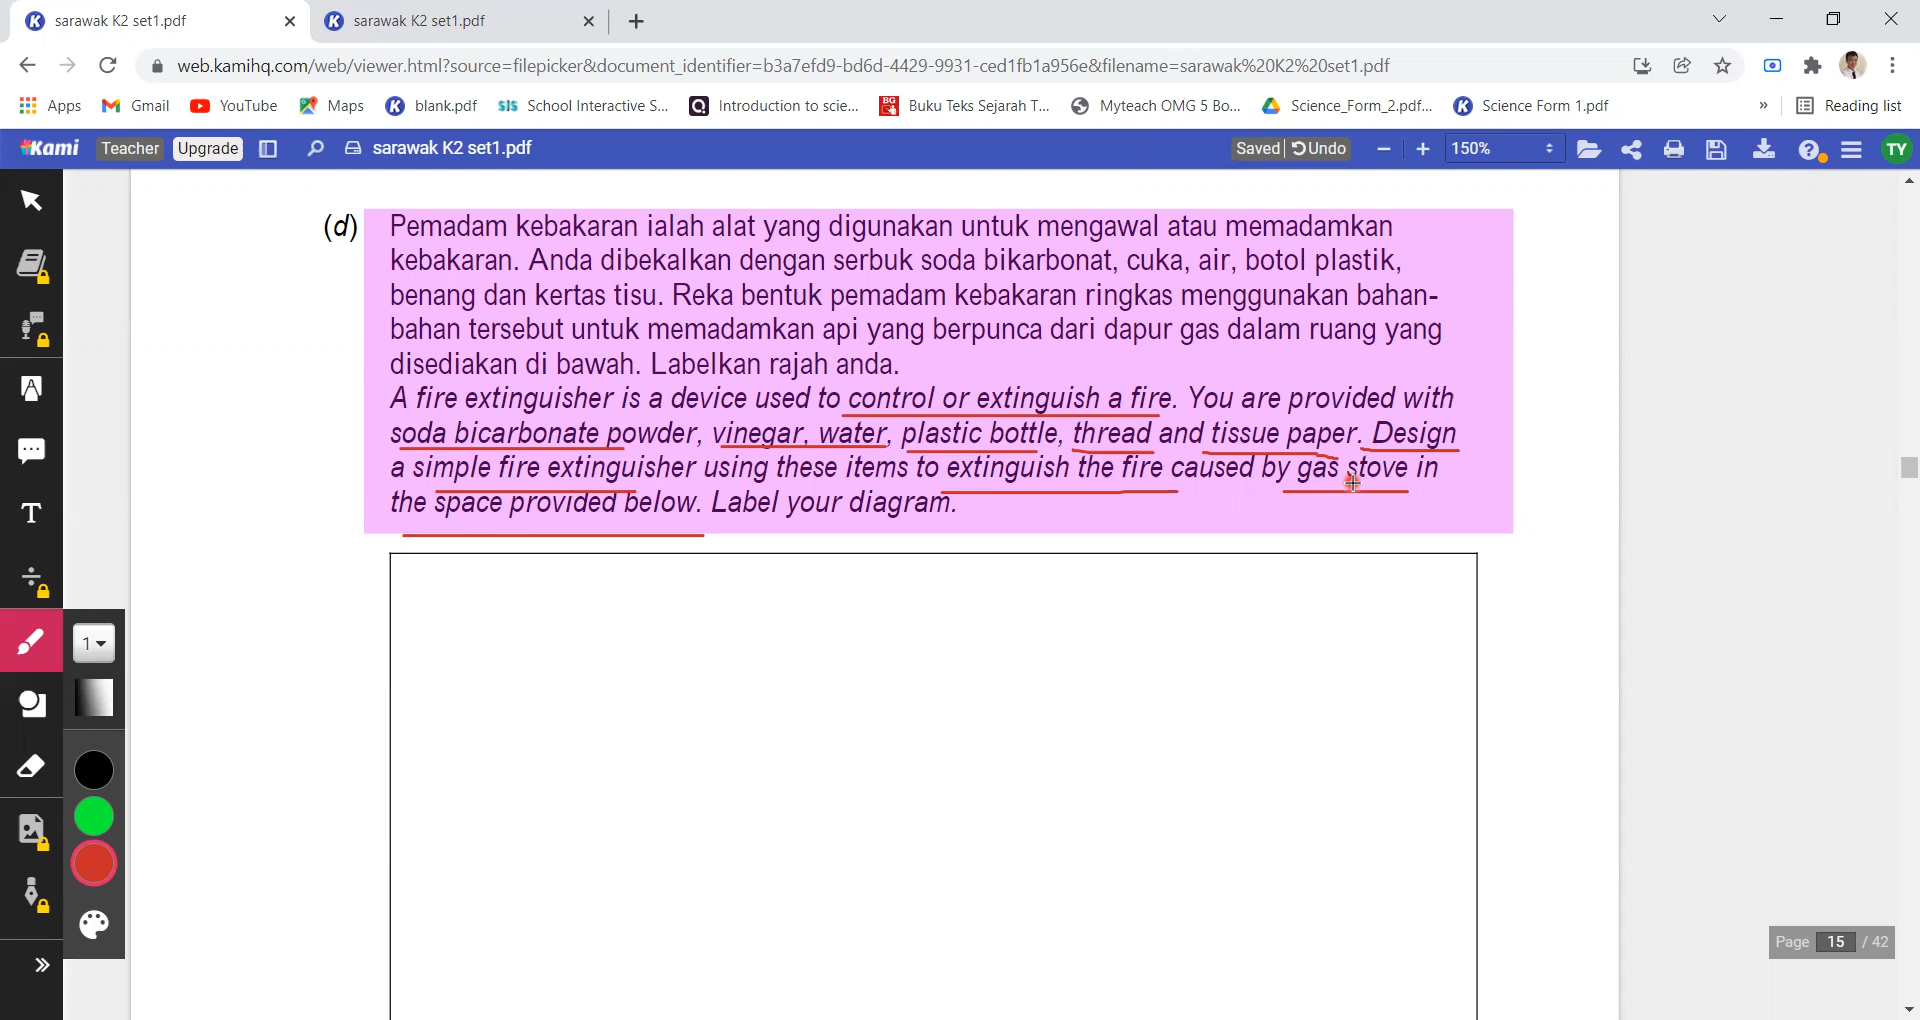 sarawak K2 set1.pdf
sarawak K2 set1.pdf
web.kamihq.com/web/viewer.html?source=filepicker&document_identifier=b3a7efd9-bd6d-4429-9931-ced1fb1a956e&filename=sarawak%20K2%20set1.pdf
Apps Gmail YouTube Maps blank.pdf SIS School Interactive S... Introduction to scie... BG Buku Teks Sejarah T... Myteach OMG 5 Bo... Science_Form_2.pdf... Science Form 1.pdf » Reading list
Kami Teacher Upgrade sarawak K2 set1.pdf Saved Undo 150% TY
(d) Pemadam kebakaran ialah alat yang digunakan untuk mengawal atau memadamkan
kebakaran. Anda dibekalkan dengan serbuk soda bikarbonat, cuka, air, botol plastik,
benang dan kertas tisu. Reka bentuk pemadam kebakaran ringkas menggunakan bahan-
bahan tersebut untuk memadamkan api yang berpunca dari dapur gas dalam ruang yang
disediakan di bawah. Labelkan rajah anda.
A fire extinguisher is a device used to control or extinguish a fire. You are provided with
soda bicarbonate powder, vinegar, water, plastic bottle, thread and tissue paper. Design
a simple fire extinguisher using these items to extinguish the fire caused by gas stove in
the space provided below. Label your diagram.
1
Page 15 / 42